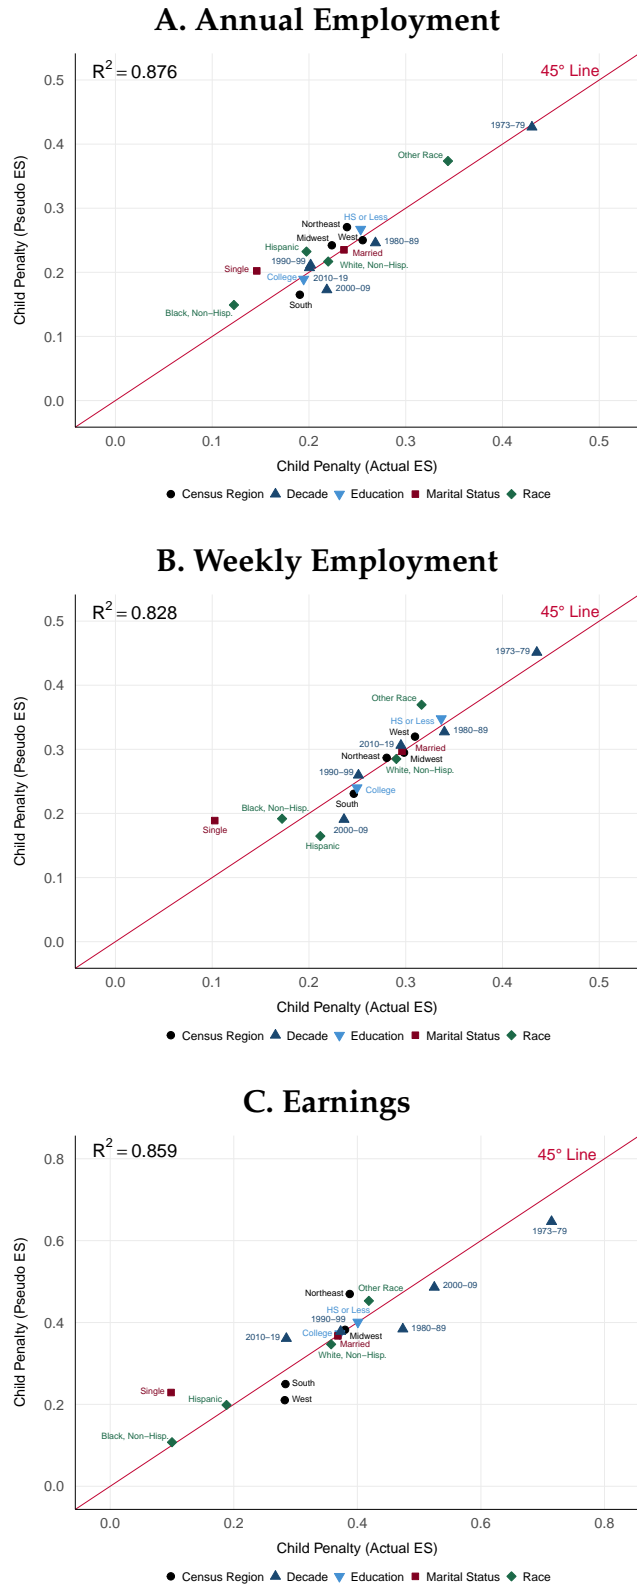 A. Annual Employment
R² = 0.876
45° Line
0.5
0.4
0.3
0.2
0.1
0.0
Child Penalty (Pseudo ES)
1973−79
Other Race
HS or Less
Northeast
West
Midwest
1980−89
Hispanic
Married
1990−99
White, Non−Hisp.
Single
College
2010−19
2000−09
South
Black, Non−Hisp.
0.0 0.1 0.2 0.3 0.4 0.5
Child Penalty (Actual ES)
Census Region Decade Education Marital Status Race
B. Weekly Employment
R² = 0.828
45° Line
0.5
0.4
0.3
0.2
0.1
0.0
Child Penalty (Pseudo ES)
1973−79
Other Race
HS or Less
1980−89
West
2010−19
Married
Northeast
Midwest
White, Non−Hisp.
1990−99
College
South
Black, Non−Hisp.
2000−09
Single
Hispanic
0.0 0.1 0.2 0.3 0.4 0.5
Child Penalty (Actual ES)
Census Region Decade Education Marital Status Race
C. Earnings
R² = 0.859
45° Line
0.8
0.6
0.4
0.2
0.0
Child Penalty (Pseudo ES)
1973−79
2000−09
Northeast
Other Race
HS or Less
1990−99
1980−89
College
Midwest
2010−19
Married
White, Non−Hisp.
South
Single
West
Hispanic
Black, Non−Hisp.
0.0 0.2 0.4 0.6 0.8
Child Penalty (Actual ES)
Census Region Decade Education Marital Status Race